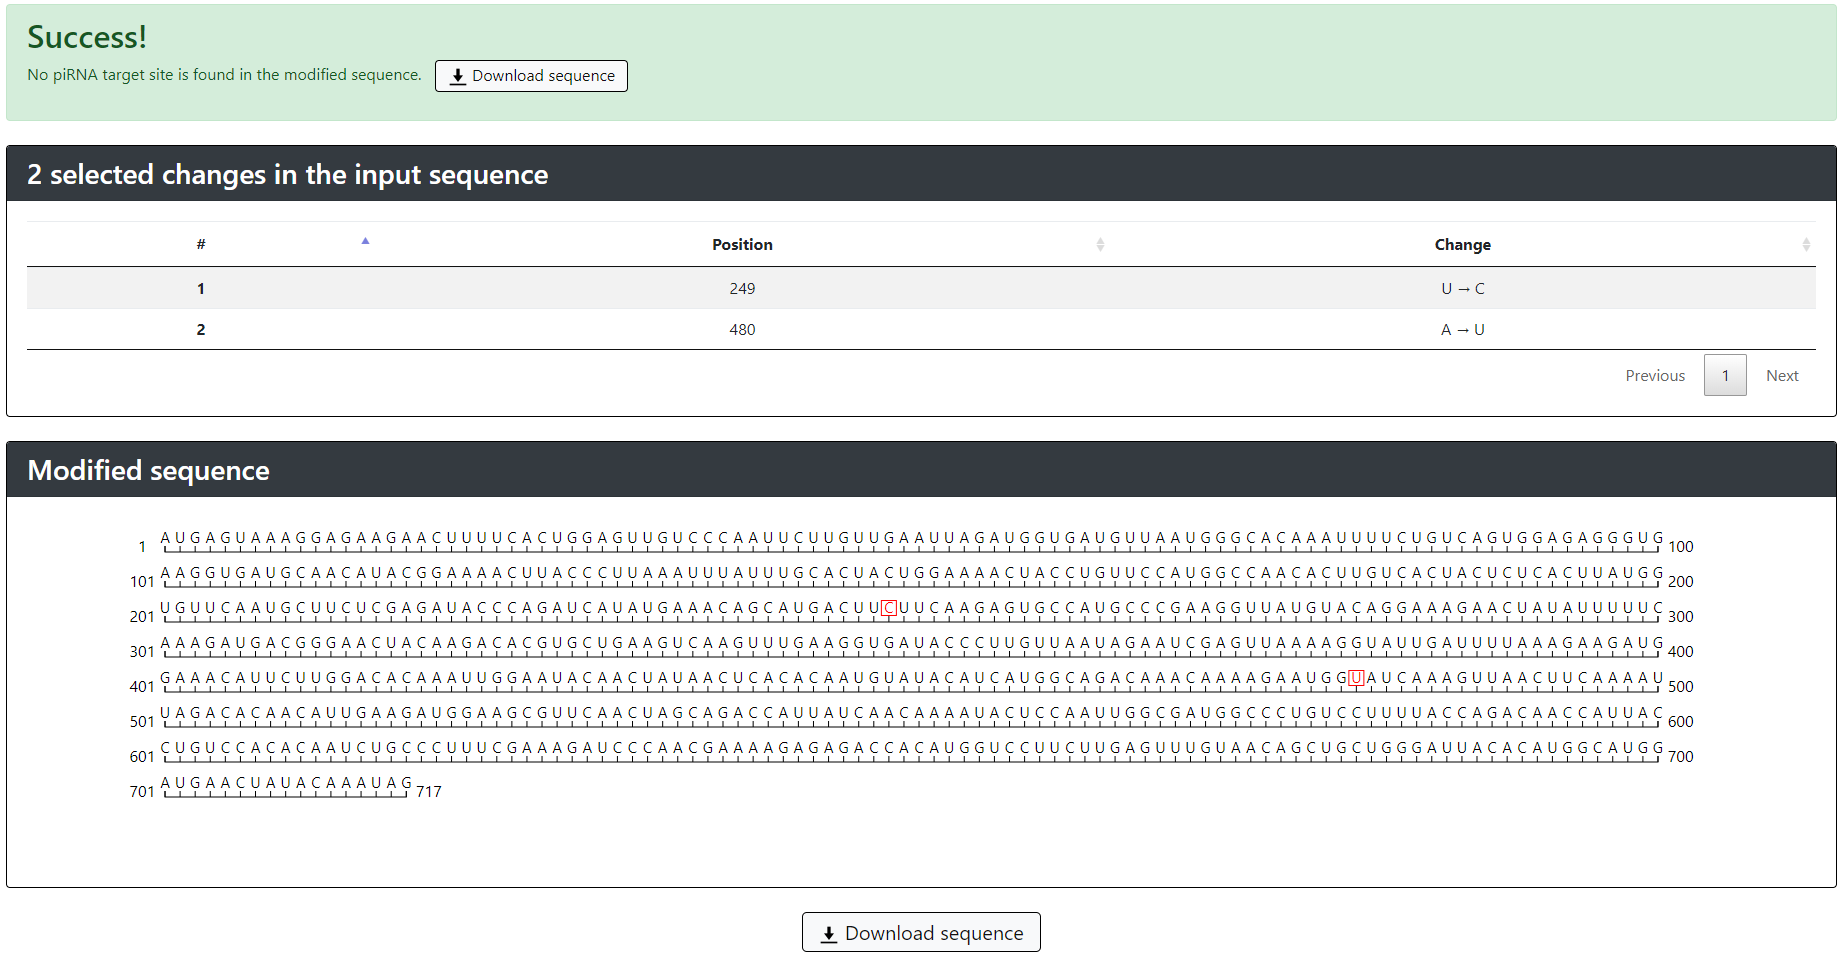 Success!
No piRNA target site is found in the modified sequence. Download sequence
2 selected changes in the input sequence
# Position Change
1 249 U → C
2 480 A → U
Previous 1 Next
Modified sequence
1 AUGAGUAAAGGAGAAGAACUUUUCACUGGAGUUGUCCCAAUUCUUGUUGAAUUAGAUGGUGAUGUUAAUGGGCACAAAUUUUCUGUCAGUGGAGAGGGUG 100
101 AAGGUGAUGCAACAUACGGAAAACUUACCCUUAAAUUUAUUUGCACUACUGGAAAACUACCUGUUCCAUGGCCAACACUUGUCACUACUCUCACUUAUGG 200
201 UGUUCAAUGCUUCUCGAGAUACCCAGAUCAUAUGAAACAGCAUGACUUCUUCAAGAGUGCCAUGCCCGAAGGUUAUGUACAGGAAAGAACUAUAUUUUUC 300
301 AAAGAUGACGGGAACUACAAGACACGUGCUGAAGUCAAGUUUGAAGGUGAUACCCUUGUUAAUAGAAUCGAGUUAAAAGGUAUUGAUUUUAAAGAAGAUG 400
401 GAAACAUUCUUGGACACAAAUUGGAAUACAACUAUAACUCACACAAUGUAUACAUCAUGGCAGACAAACAAAAGAAUGGUAUCAAAGUUAACUUCAAAAU 500
501 UAGACACAACAUUGAAGAUGGAAGCGUUCAACUAGCAGACCAUUAUCAACAAAAUACUCCAAUUGGCGAUGGCCCUGUCCUUUUACCAGACAACCAUUAC 600
601 CUGUCCACACAAUCUGCCCUUUCGAAAGAUCCCAACGAAAAGAGAGACCACAUGGUCCUUCUUGAGUUUGUAACAGCUGCUGGGAUUACACAUGGCAUGG 700
701 AUGAACUAUACAAAUAG 717
Download sequence